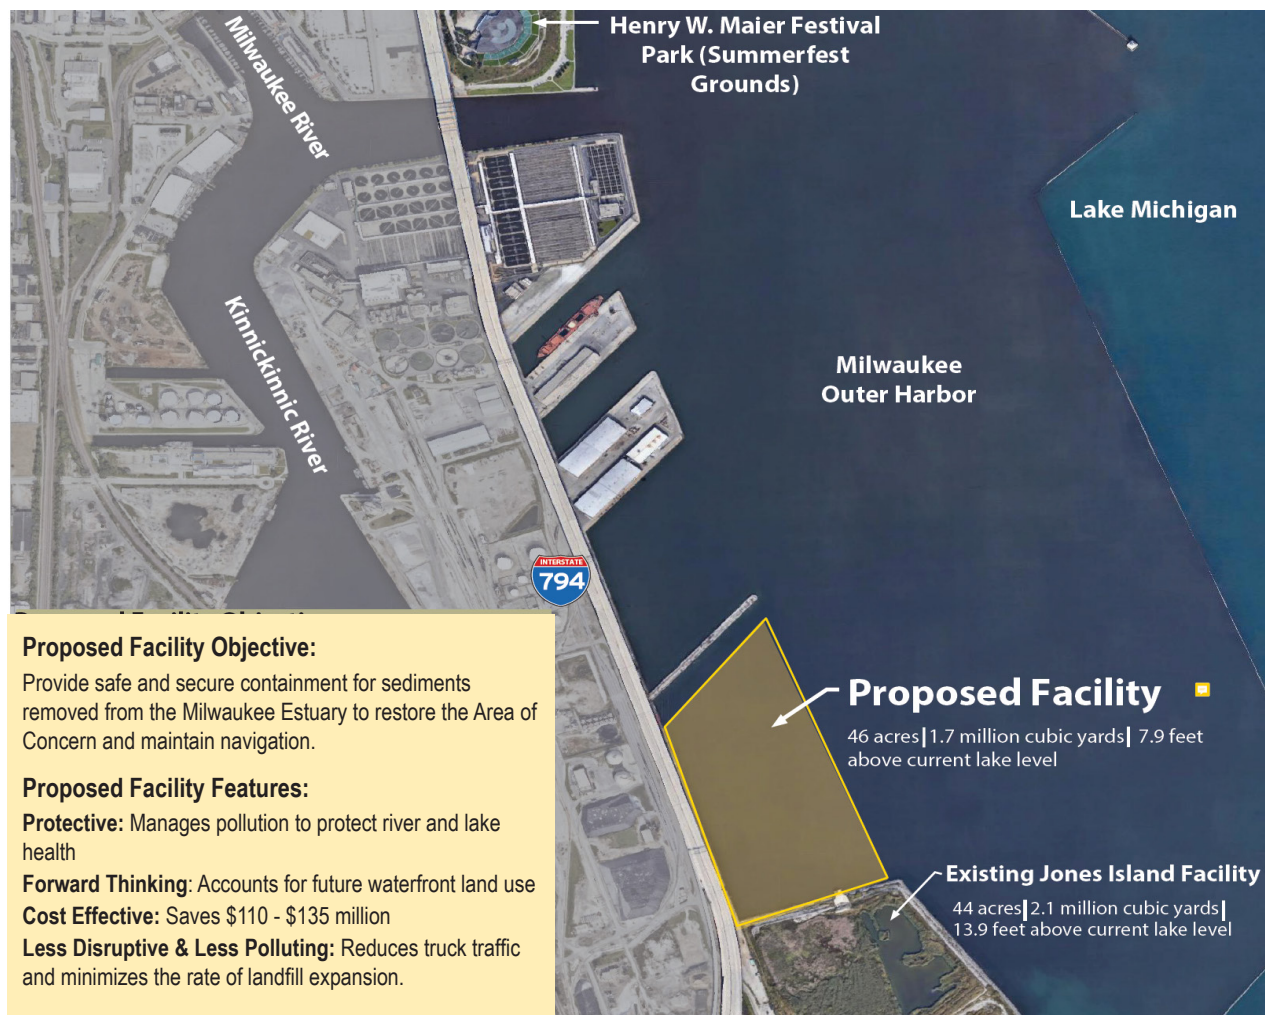 Henry W. Maier Festival
Park (Summerfest
Grounds)
Milwaukee River
Lake Michigan
Kinnickinnic River
Milwaukee
Outer Harbor
INTERSTATE
794
Proposed Facility
46 acres|1.7 million cubic yards| 7.9 feet
above current lake level
Existing Jones Island Facility
44 acres|2.1 million cubic yards|
13.9 feet above current lake level
Proposed Facility Objective:
Provide safe and secure containment for sediments
removed from the Milwaukee Estuary to restore the Area of
Concern and maintain navigation.
Proposed Facility Features:
Protective: Manages pollution to protect river and lake
health
Forward Thinking: Accounts for future waterfront land use
Cost Effective: Saves $110 - $135 million
Less Disruptive & Less Polluting: Reduces truck traffic
and minimizes the rate of landfill expansion.